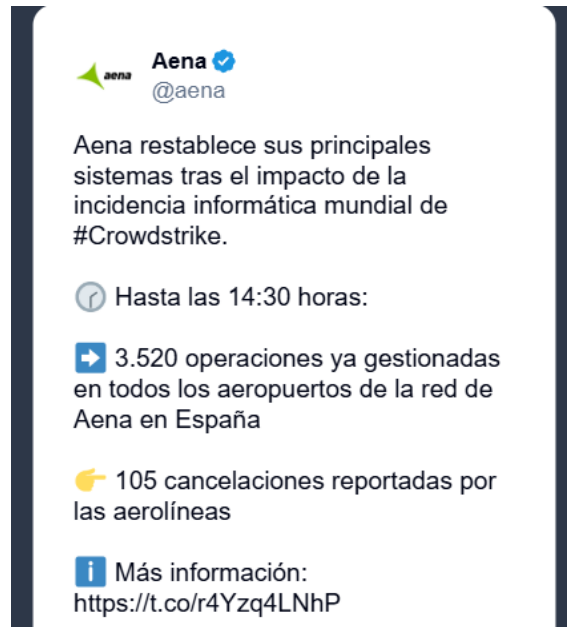 aena
Aena
@aena
Aena restablece sus principales
sistemas tras el impacto de la
incidencia informática mundial de
#Crowdstrike.
Hasta las 14:30 horas:
3.520 operaciones ya gestionadas
en todos los aeropuertos de la red de
Aena en España
105 cancelaciones reportadas por
las aerolíneas
Más información:
https://t.co/r4Yzq4LNhP